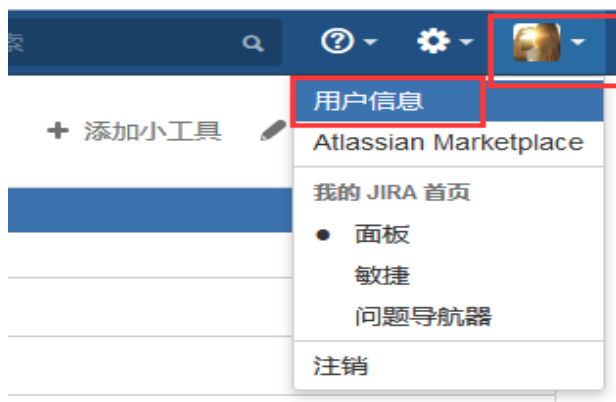 索
用户信息
添加小工具
Atlassian Marketplace
我的 JIRA 首页
面板
敏捷
问题导航器
注销